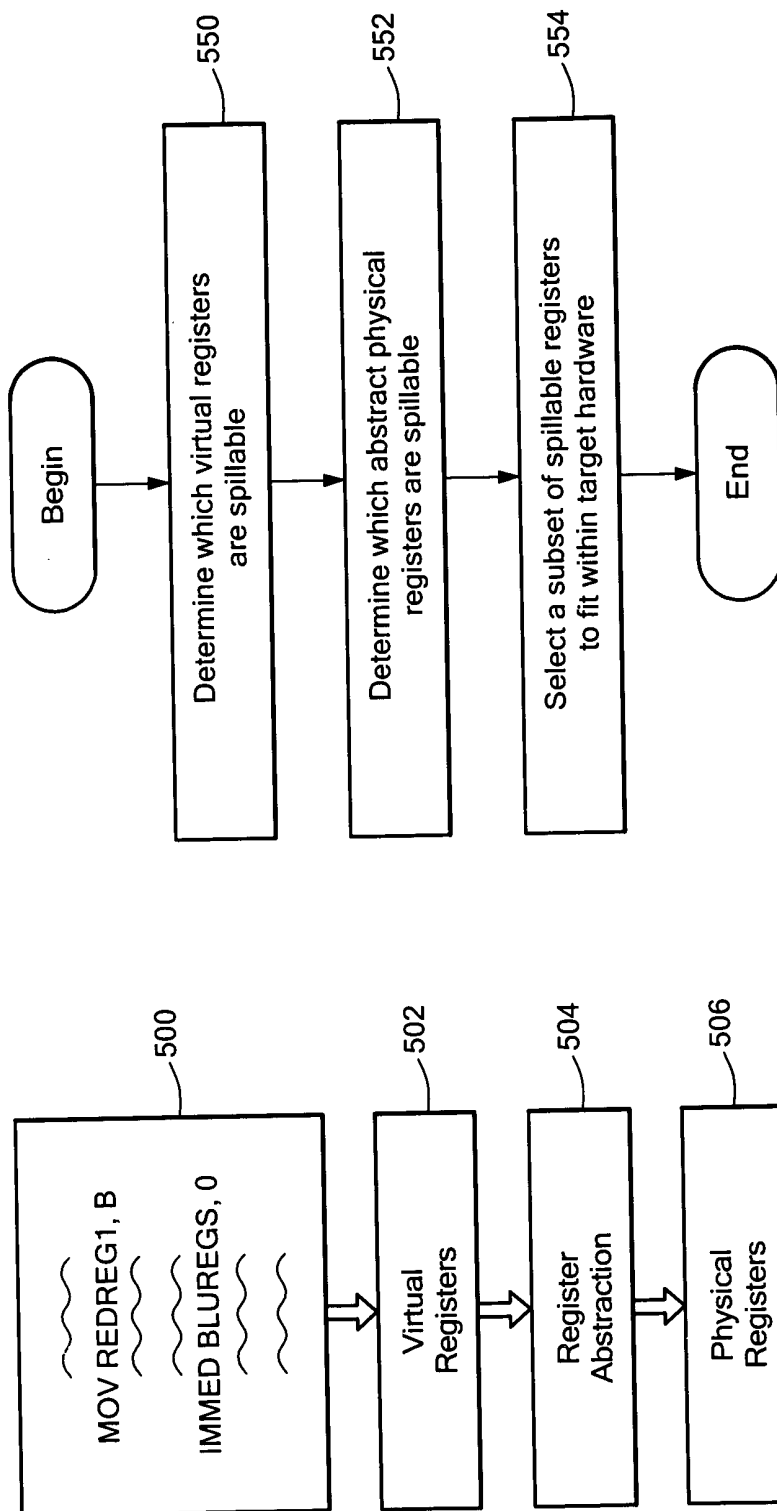 500
MOV REDREG1, B
IMMED BLUREGS, 0
502
Virtual
Registers
504
Register
Abstraction
506
Physical
Registers
Begin
550
Determine which virtual registers
are spillable
552
Determine which abstract physical
registers are spillable
554
Select a subset of spillable registers
to fit within target hardware
End